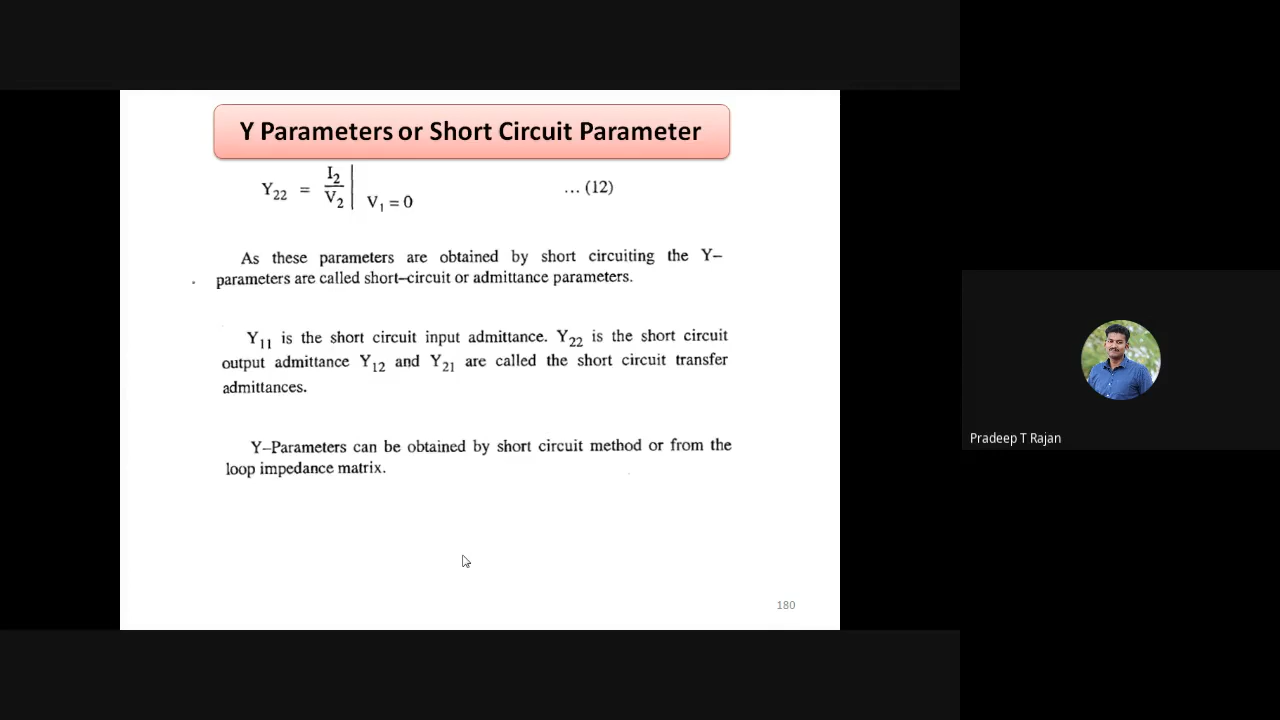 Y Parameters or Short Circuit Parameter
Y22 = I2/V2 | V1 = 0 ... (12)
As these parameters are obtained by short circuiting the Y–
parameters are called short–circuit or admittance parameters.
Y11 is the short circuit input admittance. Y22 is the short circuit
output admittance Y12 and Y21 are called the short circuit transfer
admittances.
Y–Parameters can be obtained by short circuit method or from the
loop impedance matrix.
180
Pradeep T Rajan